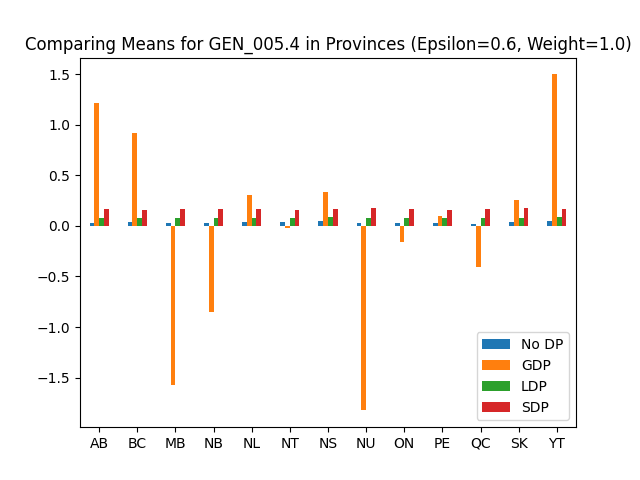 Comparing Means for GEN_005.4 in Provinces (Epsilon=0.6, Weight=1.0)
1.5
1.0
0.5
0.0
−0.5
−1.0
−1.5
AB BC MB NB NL NT NS NU ON PE QC SK YT
No DP
GDP
LDP
SDP